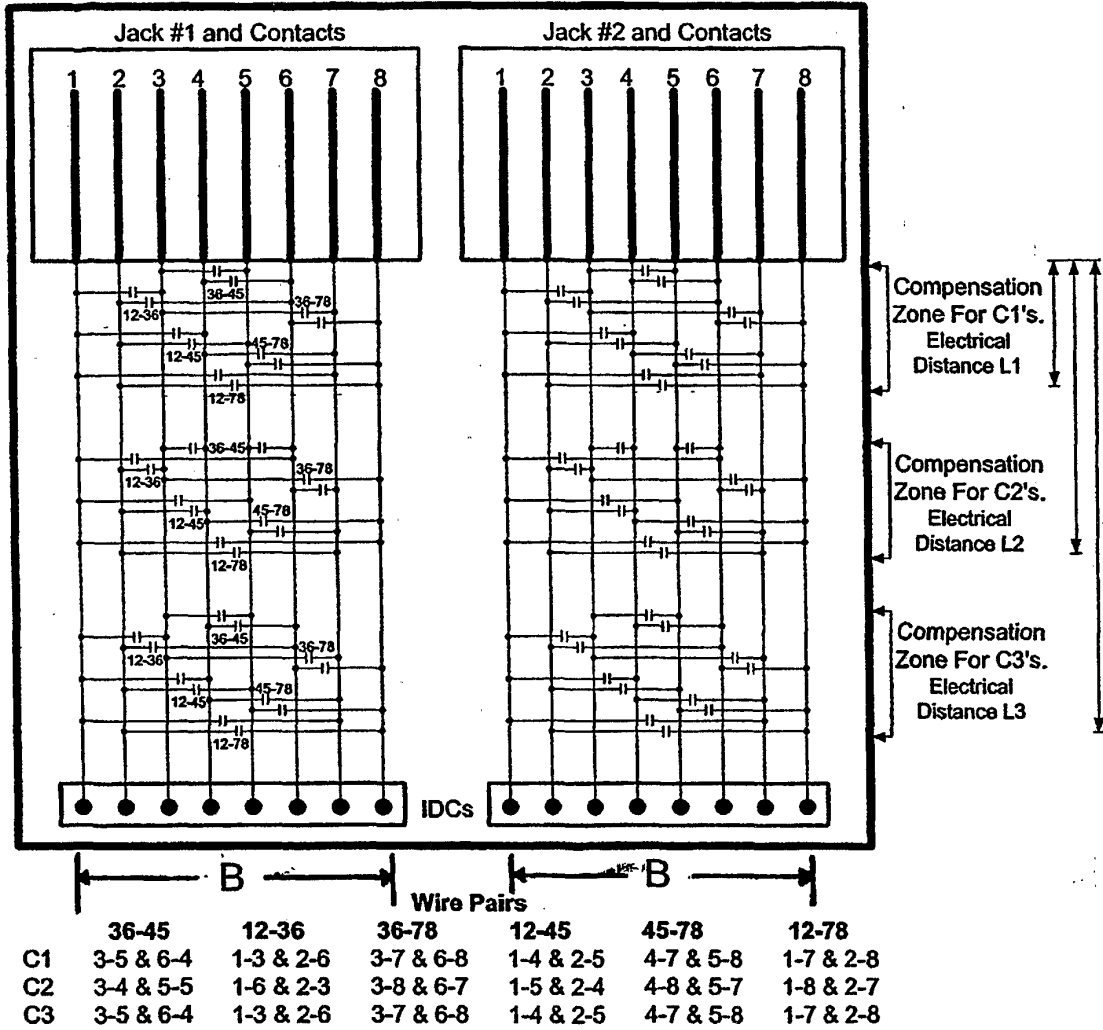 Jack #1 and Contacts
Jack #2 and Contacts
1 2 3 4 5 6 7 8
1 2 3 4 5 6 7 8
36-45
36-78
12-36
45-78
12-45
12-78
Compensation
Zone For C1's.
Electrical
Distance L1
36-45
36-78
12-36
45-78
12-45
12-78
Compensation
Zone For C2's.
Electrical
Distance L2
36-45
36-78
12-36
45-78
12-45
12-78
Compensation
Zone For C3's.
Electrical
Distance L3
IDCs
B B
Wire Pairs
36-45 12-36 36-78 12-45 45-78 12-78
C1 3-5 & 6-4 1-3 & 2-6 3-7 & 6-8 1-4 & 2-5 4-7 & 5-8 1-7 & 2-8
C2 3-4 & 5-5 1-6 & 2-3 3-8 & 6-7 1-5 & 2-4 4-8 & 5-7 1-8 & 2-7
C3 3-5 & 6-4 1-3 & 2-6 3-7 & 6-8 1-4 & 2-5 4-7 & 5-8 1-7 & 2-8